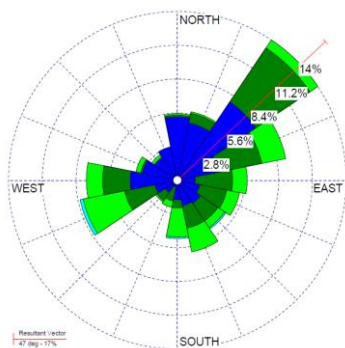 NORTH
14%
11.2%
8.4%
5.6%
2.8%
WEST
EAST
Resultant Vector
47 deg - 17%
SOUTH